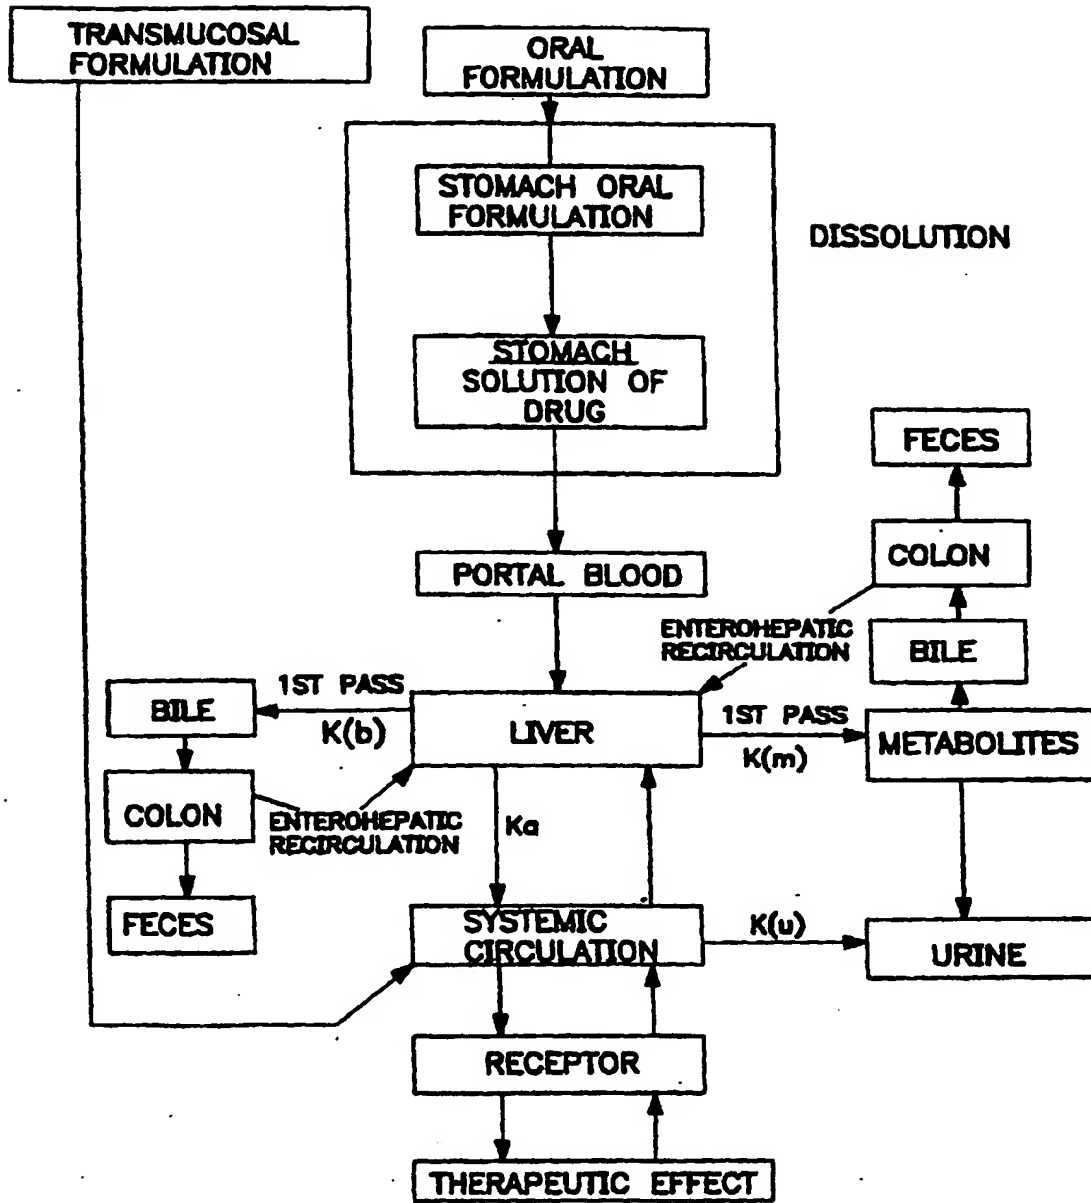 TRANSMUCOSAL
FORMULATION
ORAL
FORMULATION
STOMACH ORAL
FORMULATION
DISSOLUTION
STOMACH
SOLUTION OF
DRUG
FECES
COLON
PORTAL BLOOD
ENTEROHEPATIC
RECIRCULATION
BILE
1ST PASS
BILE
K(b)
LIVER
1ST PASS
K(m)
METABOLITES
COLON
ENTEROHEPATIC
RECIRCULATION
Ka
FECES
SYSTEMIC
CIRCULATION
K(u)
URINE
RECEPTOR
THERAPEUTIC EFFECT